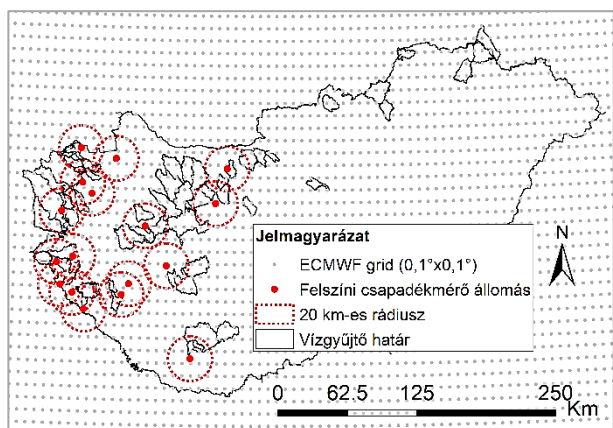 N
Jelmagyarázat
ECMWF grid (0,1°x0,1°)
Felszíni csapadékmérő állomás
20 km-es rádiusz
Vízgyűjtő határ
0 62.5 125 250
Km